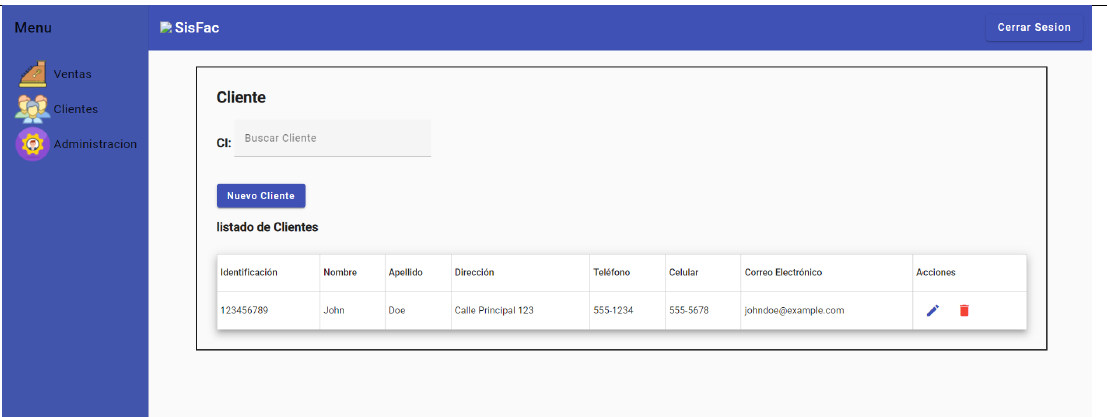 Menu
SisFac
Cerrar Sesion
Ventas
Clientes
Administracion
Cliente
CI: Buscar Cliente
Nuevo Cliente
listado de Clientes
Identificación Nombre Apellido Dirección Teléfono Celular Correo Electrónico Acciones
123456789 John Doe Calle Principal 123 555-1234 555-5678 johndoe@example.com